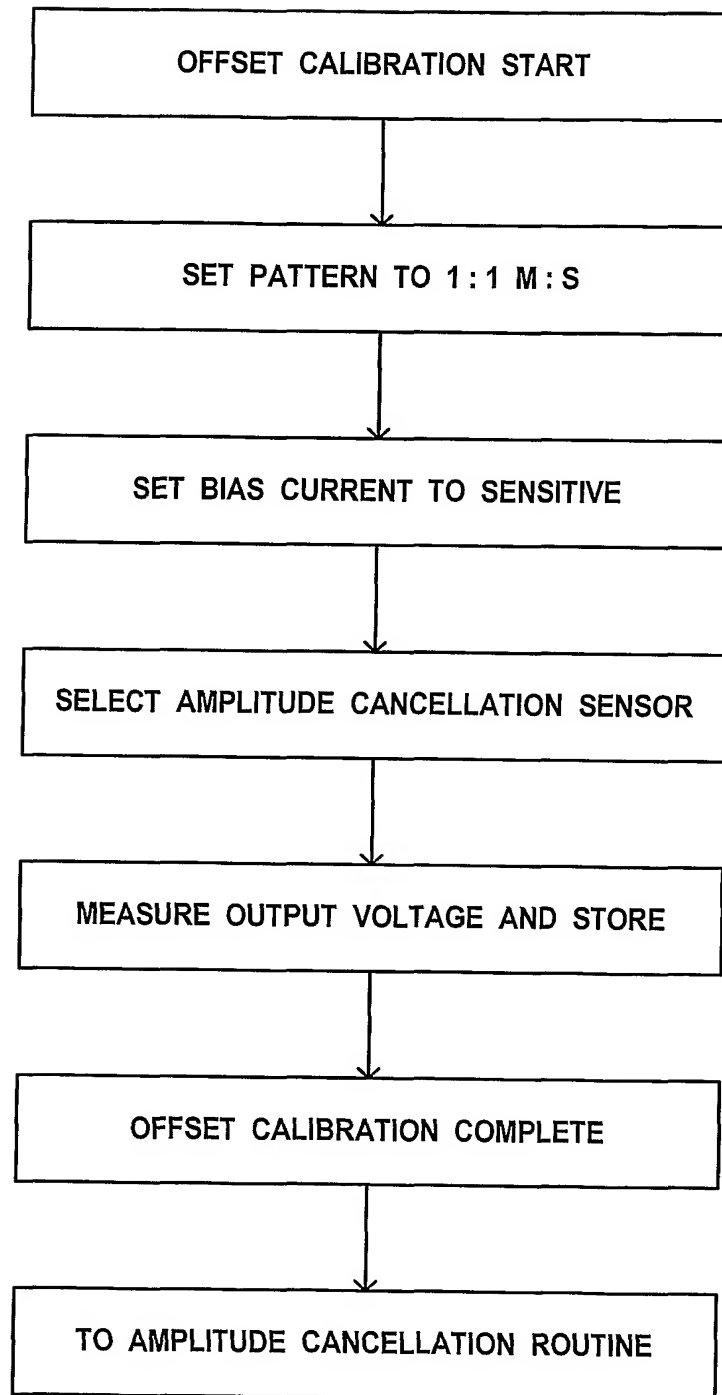 OFFSET CALIBRATION START
SET PATTERN TO 1 : 1 M : S
SET BIAS CURRENT TO SENSITIVE
SELECT AMPLITUDE CANCELLATION SENSOR
MEASURE OUTPUT VOLTAGE AND STORE
OFFSET CALIBRATION COMPLETE
TO AMPLITUDE CANCELLATION ROUTINE